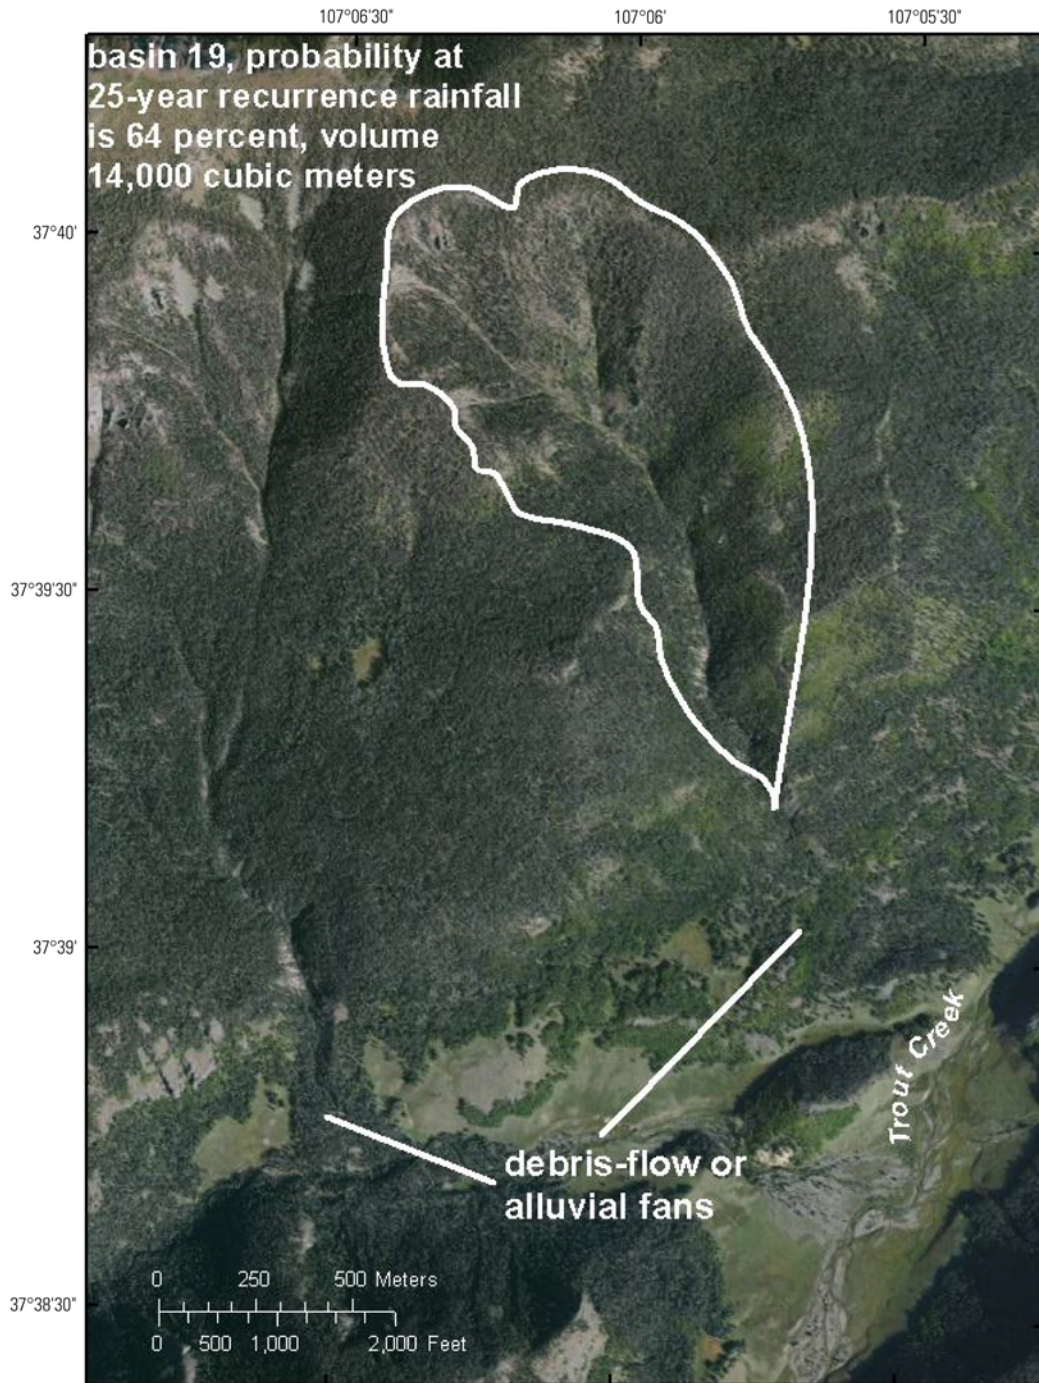 107°06'30"
107°06'
107°05'30"
basin 19, probability at
25-year recurrence rainfall
is 64 percent, volume
14,000 cubic meters
37°40'
37°39'30"
37°39'
Trout Creek
debris-flow or
alluvial fans
0 250 500 Meters
37°38'30"
0 500 1,000 2,000 Feet